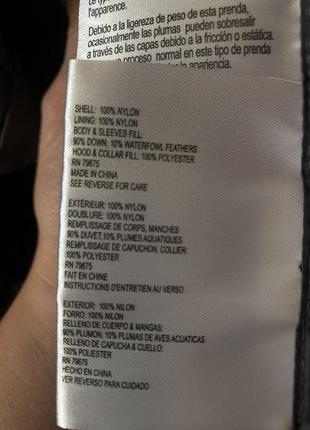 l'apparence.
Debido a la ligereza de peso de esta prenda,
ocasionalmente las plumas pueden sobresalir
a través de las capas debido a la fricción o estática.
un proceso normal en este tipo de prenda
la apariencia.
SHELL: 100% NYLON
LINING: 100% NYLON
BODY & SLEEVES FILL:
90% DOWN, 10% WATERFOWL FEATHERS
HOOD & COLLAR FILL: 100% POLYESTER
RN 79675
MADE IN CHINA
SEE REVERSE FOR CARE
EXTÉRIEUR: 100% NYLON
DOUBLURE: 100% NYLON
REMPLISSAGE DE CORPS, MANCHES
90% DUVET,10% PLUMES AQUATIQUES
REMPLISSAGE DE CAPUCHON, COLLIER:
100% POLYESTER
RN 79675
FAIT EN CHINE
INSTRUCTIONS D'ENTRETIEN AU VERSO
EXTERIOR: 100% NILON
FORRO: 100% NILON
RELLENO DE CUERPO & MANGAS:
90% PLUMON, 10% PLUMAS DE AVES ACUATICAS
RELLENO DE CAPUCHA & CUELLO:
100% POLIESTER
RN 79675
HECHO EN CHINA
VER REVERSO PARA CUIDADO